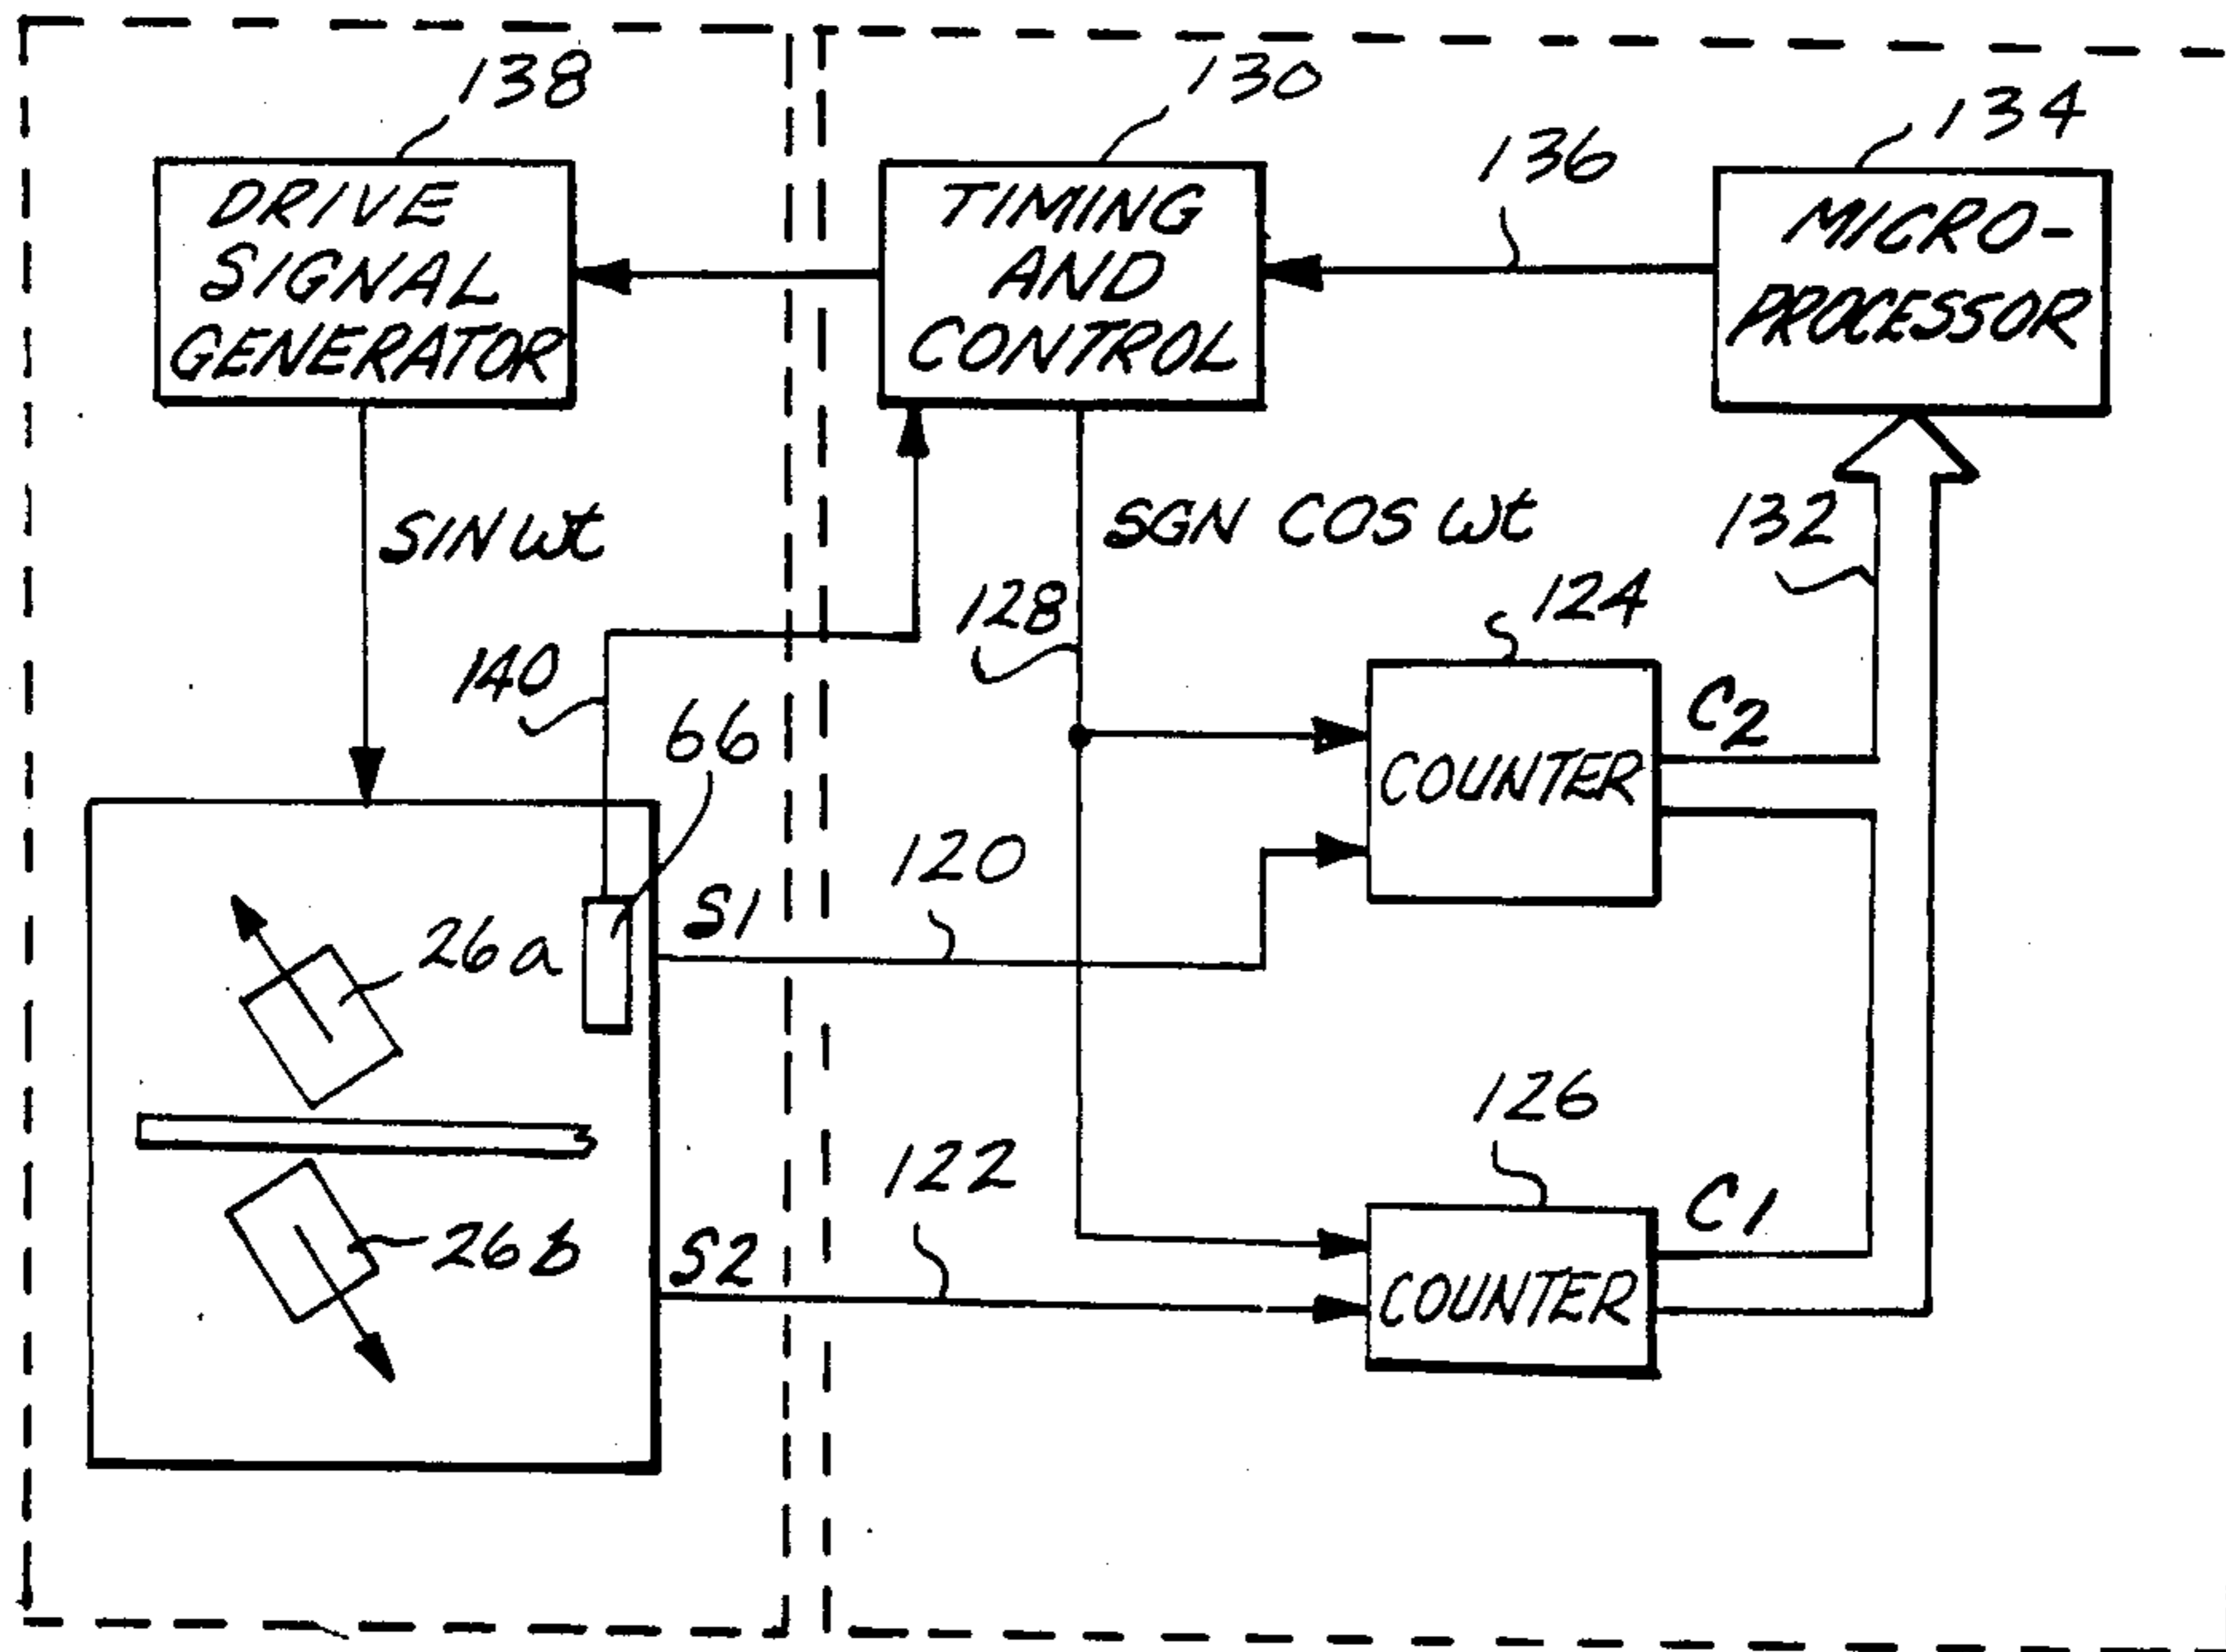 138
130
134
136
DRIVE
SIGNAL
GENERATOR
TIMING
AND
CONTROL
MICRO-
PROCESSOR
SIN ωt
SGN COS ωt
132
128
124
140
66
C2
COUNTER
120
S1
26a
126
122
C1
S2
26b
COUNTER